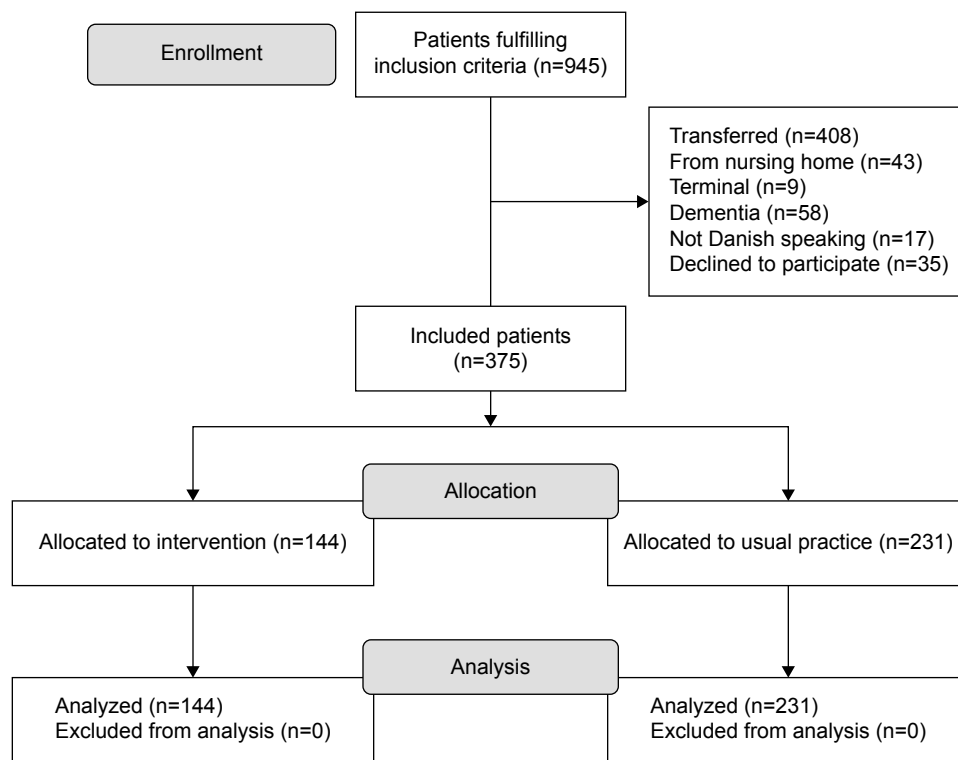 Enrollment
Patients fulfilling
inclusion criteria (n=945)
Transferred (n=408)
From nursing home (n=43)
Terminal (n=9)
Dementia (n=58)
Not Danish speaking (n=17)
Declined to participate (n=35)
Included patients
(n=375)
Allocation
Allocated to intervention (n=144)
Allocated to usual practice (n=231)
Analysis
Analyzed (n=144)
Excluded from analysis (n=0)
Analyzed (n=231)
Excluded from analysis (n=0)